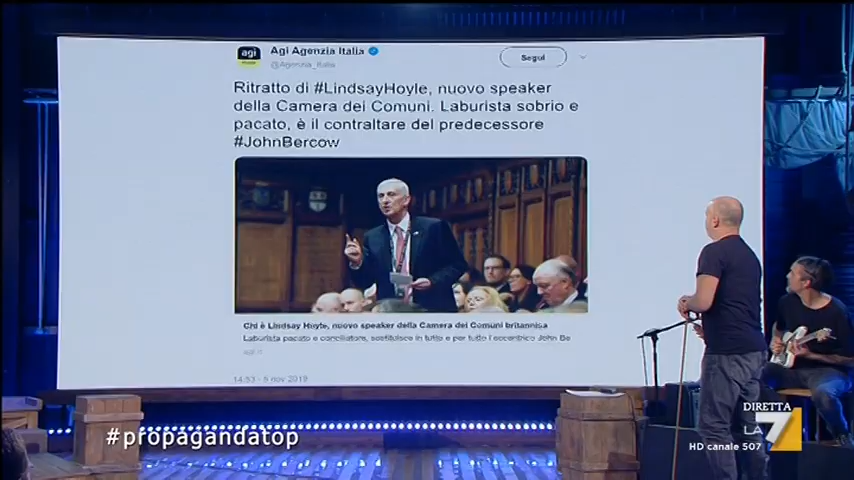 agi
Agi Agenzia Italia
@Agenzia_Italia
Segui
Ritratto di #LindsayHoyle, nuovo speaker
della Camera dei Comuni. Laburista sobrio e
pacato, è il contraltare del predecessore
#JohnBercow
Chi è Lindsay Hoyle, nuovo speaker della Camera dei Comuni britannica
Laburista pacato e conciliatore, sostituisce in tutto e per tutto l'eccentrico John Be
agi.it
14:53 - 5 nov 2019
#propagandatop
DIRETTA
LA 7
HD canale 507